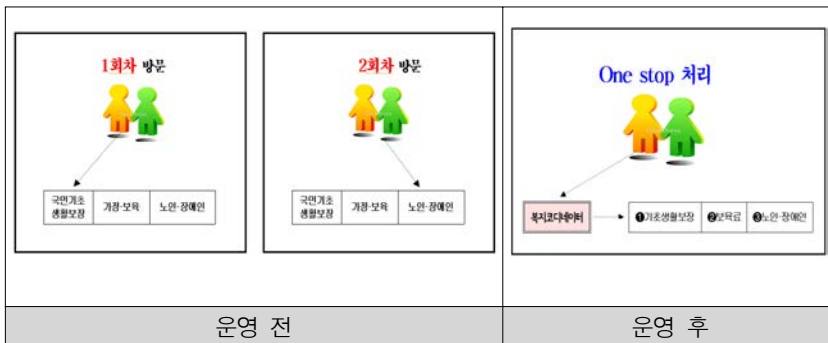 1회차 방문
국민기초
생활보장
가정·보육
노인·장애인
2회차 방문
국민기초
생활보장
가정·보육
노인·장애인
One stop 처리
복지코디네이터
❶기초생활보장
❷보육료
❸노인·장애인
운영 전
운영 후